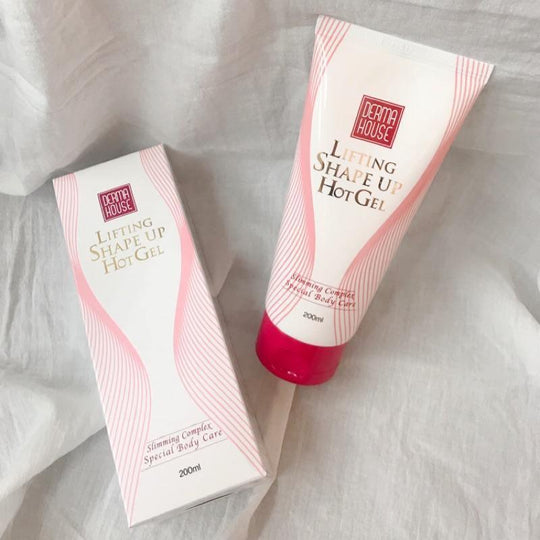 DERMA
HOUSE
LIFTING
SHAPE UP
HOT GEL
Slimming Complex
Special Body Care
200ml
DERMA
HOUSE
LIFTING
SHAPE UP
HOT GEL
Slimming Complex
Special Body Care
200ml